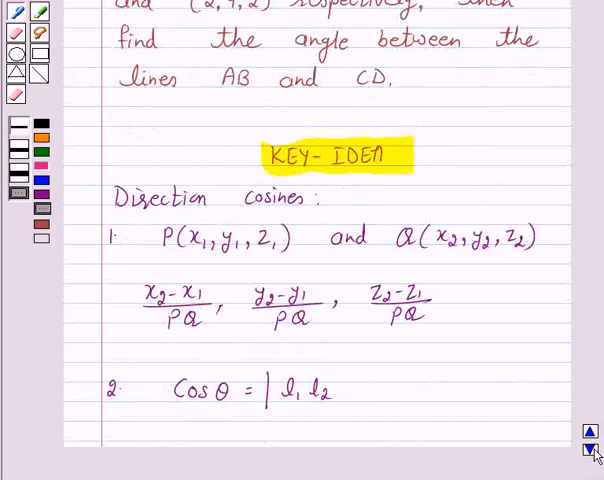 find the angle between the
lines AB and CD.
KEY-IDEA
Direction cosines:
1. P(x₁, y₁, z₁) and Q(x₂, y₂, z₂)
x₂-x₁/PQ, y₂-y₁/PQ, z₂-z₁/PQ
2. Cos θ = | l₁ l₂